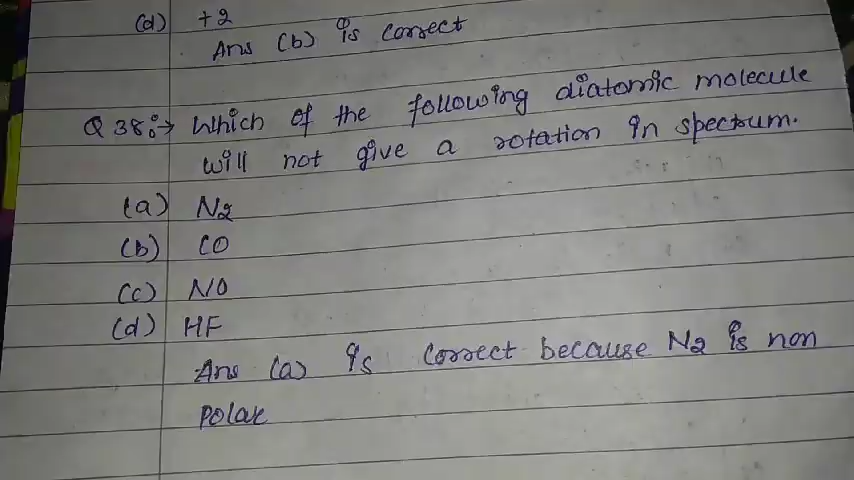 (d) +2
Ans (b) is correct
Q 38:→ Which of the following diatomic molecule
will not give a rotation in spectrum.
(a) N2
(b) CO
(c) NO
(d) HF
Ans (a) is correct because N2 is non
Polar